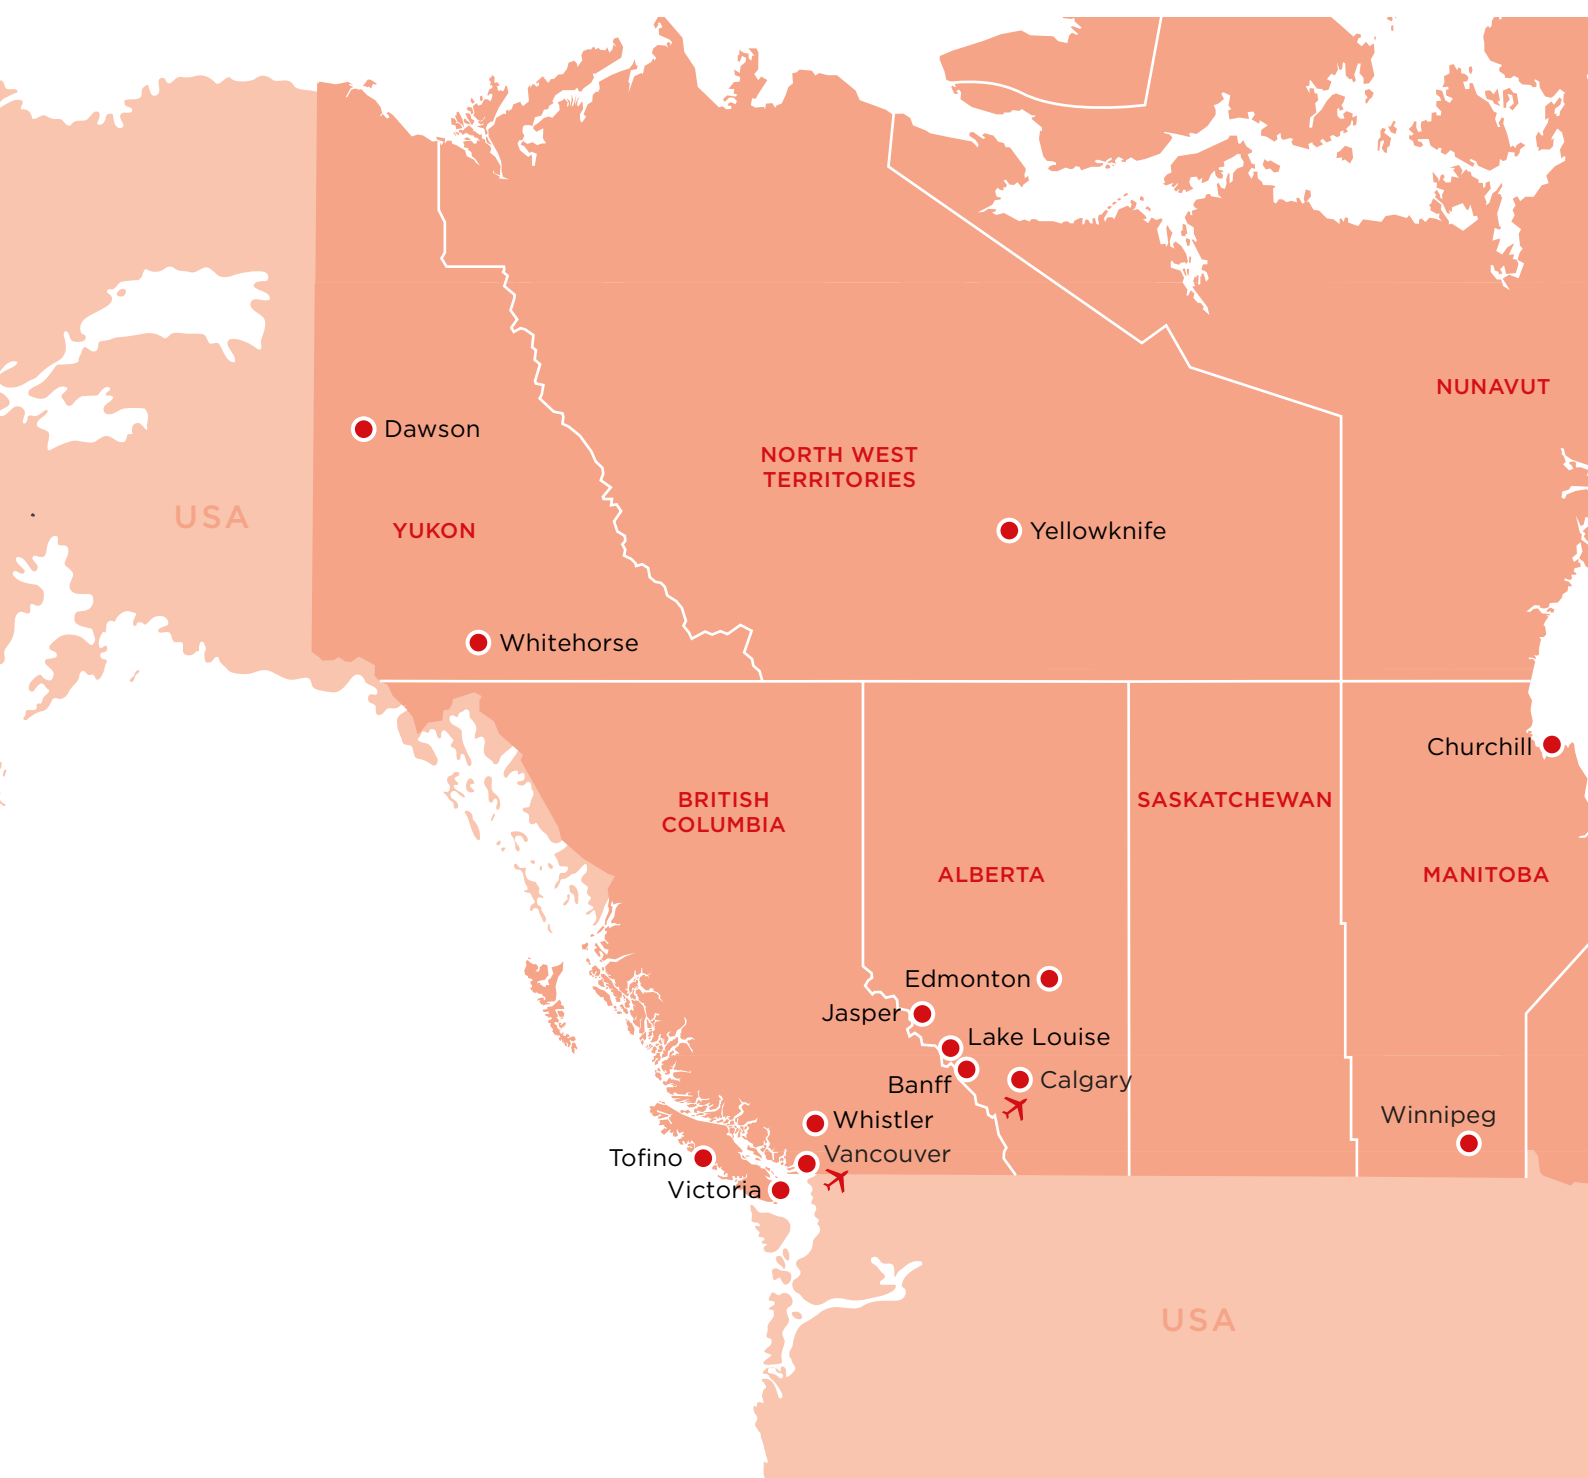 NUNAVUT
Dawson
NORTH WEST
TERRITORIES
USA
YUKON
Yellowknife
Whitehorse
Churchill
BRITISH
COLUMBIA
SASKATCHEWAN
ALBERTA
MANITOBA
Edmonton
Jasper
Lake Louise
Banff
Calgary
Whistler
Winnipeg
Tofino
Vancouver
Victoria
USA